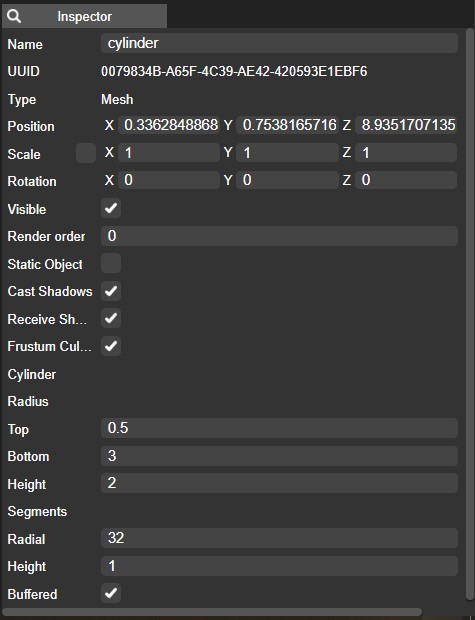 Inspector
Name cylinder
UUID 0079834B-A65F-4C39-AE42-420593E1EBF6
Type Mesh
Position X 0.3362848868 Y 0.7538165716 Z 8.9351707135
Scale X 1 Y 1 Z 1
Rotation X 0 Y 0 Z 0
Visible
Render order 0
Static Object
Cast Shadows
Receive Sh...
Frustum Cul...
Cylinder
Radius
Top 0.5
Bottom 3
Height 2
Segments
Radial 32
Height 1
Buffered